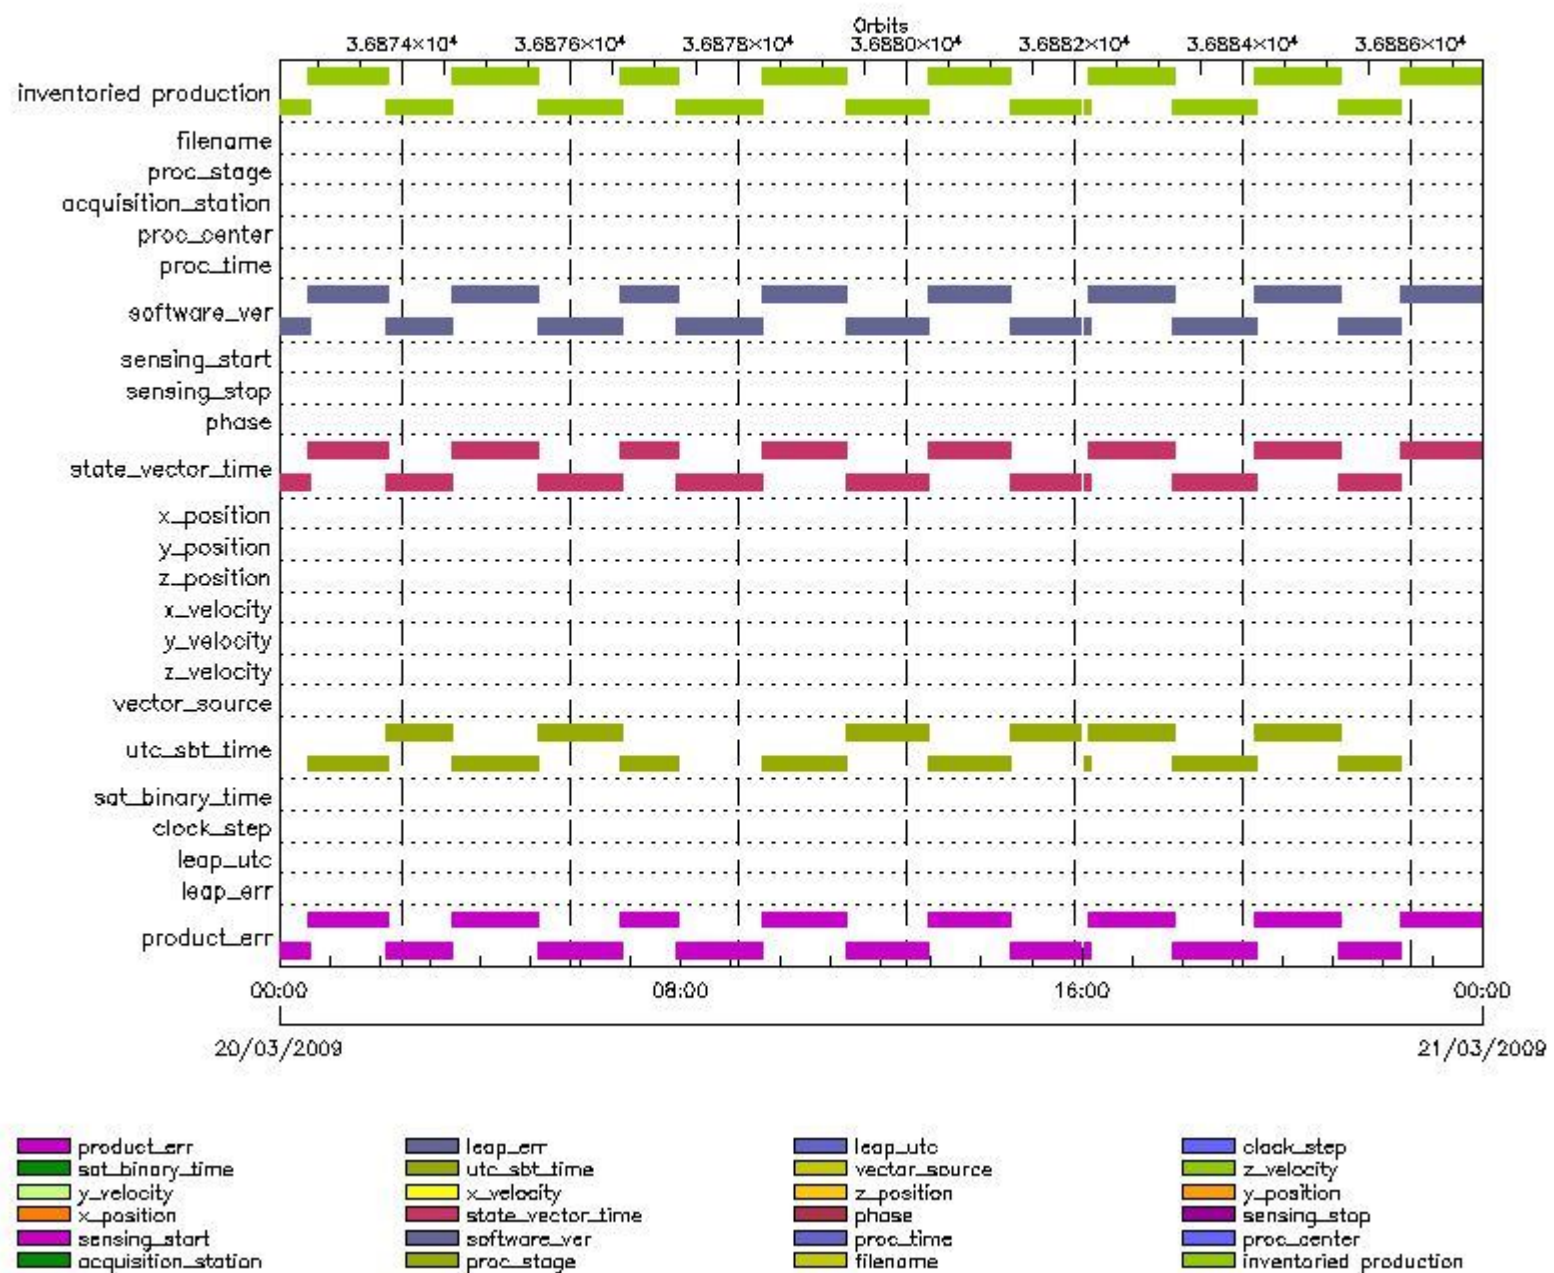 Orbits
3.6874×10⁴ 3.6876×10⁴ 3.6878×10⁴ 3.6880×10⁴ 3.6882×10⁴ 3.6884×10⁴ 3.6886×10⁴
inventoried production
filename
proc_stage
acquisition_station
proc_center
proc_time
software_ver
sensing_start
sensing_stop
phase
state_vector_time
x_position
y_position
z_position
x_velocity
y_velocity
z_velocity
vector_source
utc_sbt_time
sat_binary_time
clock_step
leap_utc
leap_err
product_err
00:00 08:00 16:00 00:00
20/03/2009 21/03/2009
product_err leap_err leap_utc clock_step
sat_binary_time utc_sbt_time vector_source z_velocity
y_velocity x_velocity z_position y_position
x_position state_vector_time phase sensing_stop
sensing_start software_ver proc_time proc_center
acquisition_station proc_stage filename inventoried production